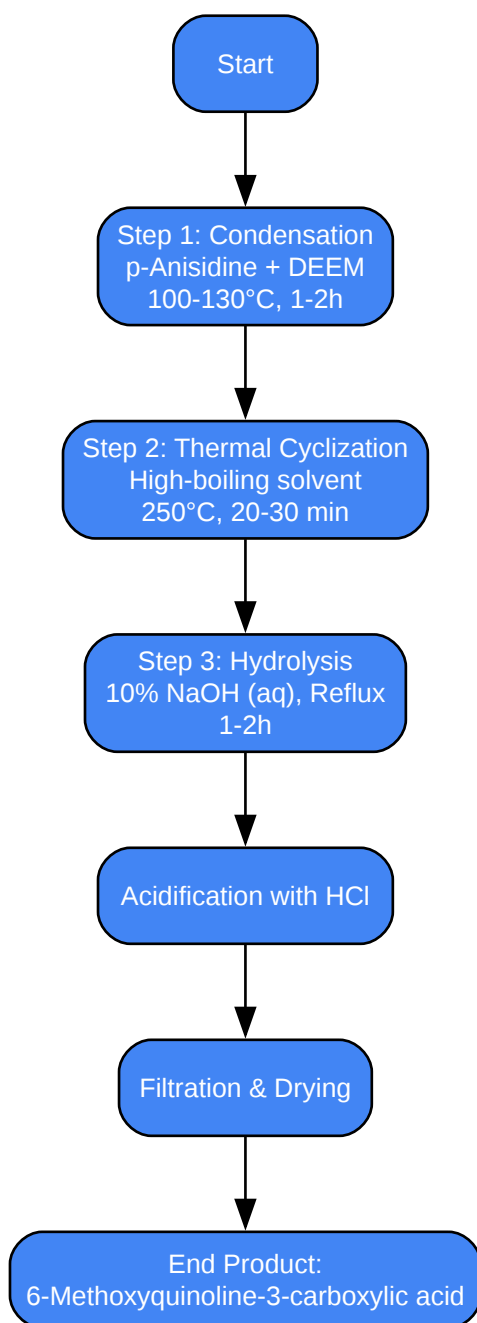 Start
Step 1: Condensation
p-Anisidine + DEEM
100-130°C, 1-2h
Step 2: Thermal Cyclization
High-boiling solvent
250°C, 20-30 min
Step 3: Hydrolysis
10% NaOH (aq), Reflux
1-2h
Acidification with HCl
Filtration & Drying
End Product:
6-Methoxyquinoline-3-carboxylic acid